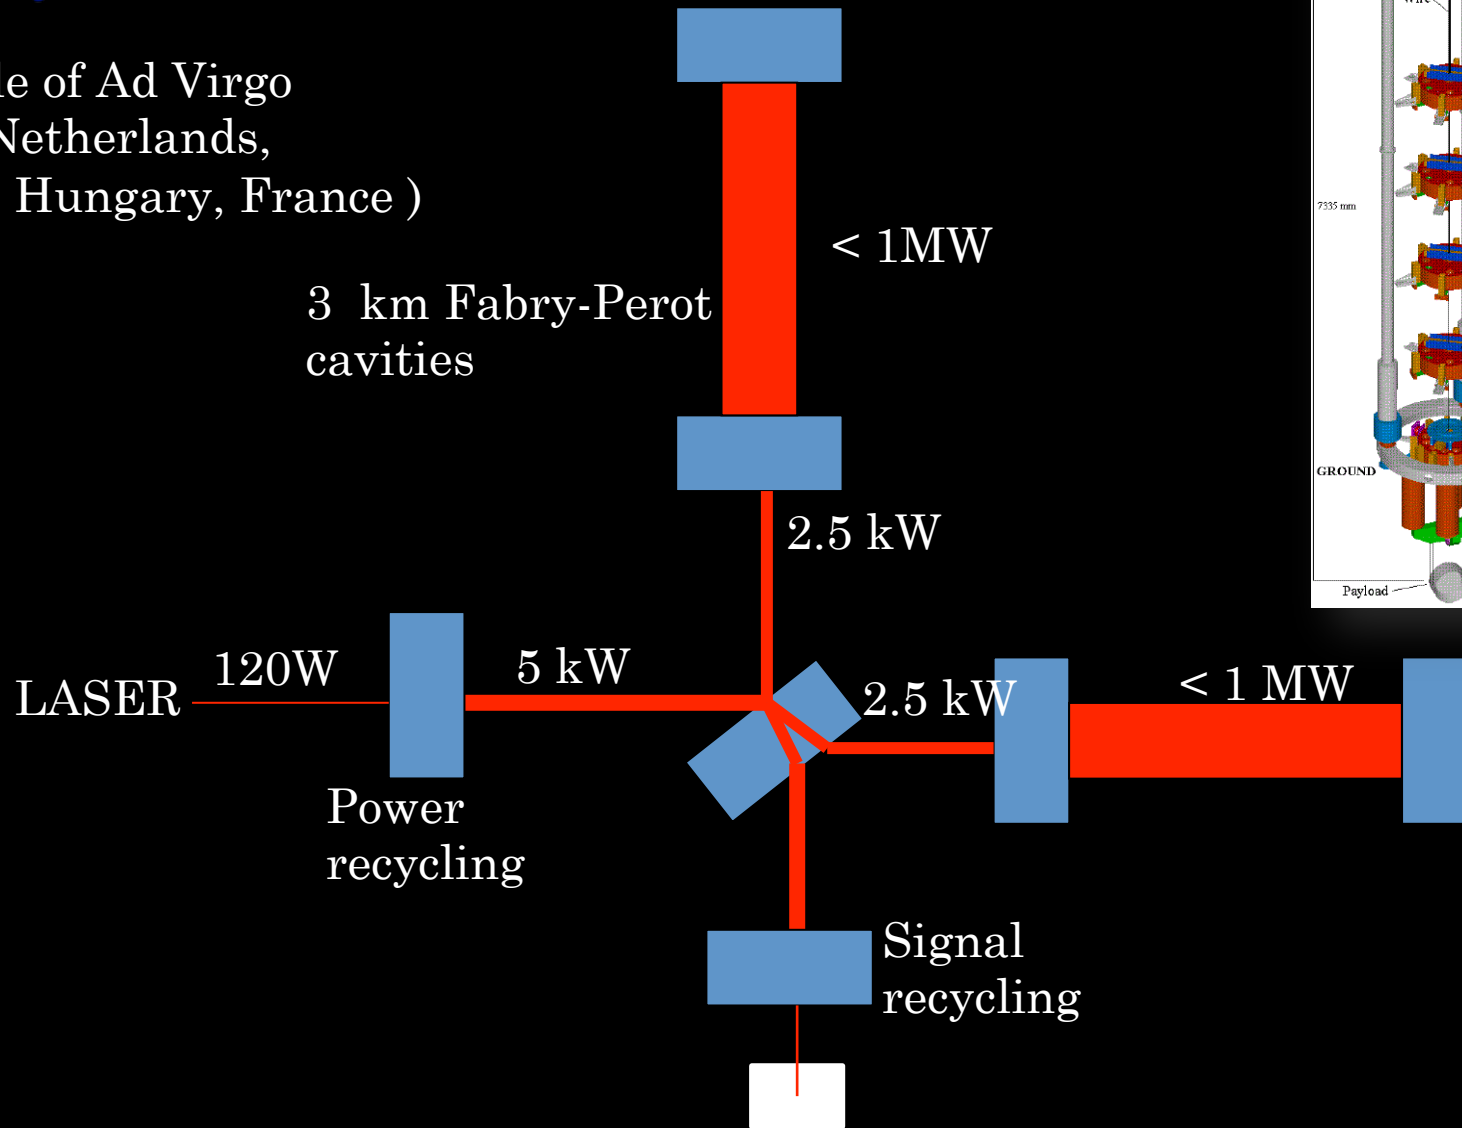 of Ad Virgo
Netherlands,
Hungary, France )
< 1MW
3 km Fabry-Perot
cavities
2.5 kW
LASER
120W
5 kW
2.5 kW
< 1 MW
Power
recycling
Signal
recycling
7335 mm
GROUND
Payload